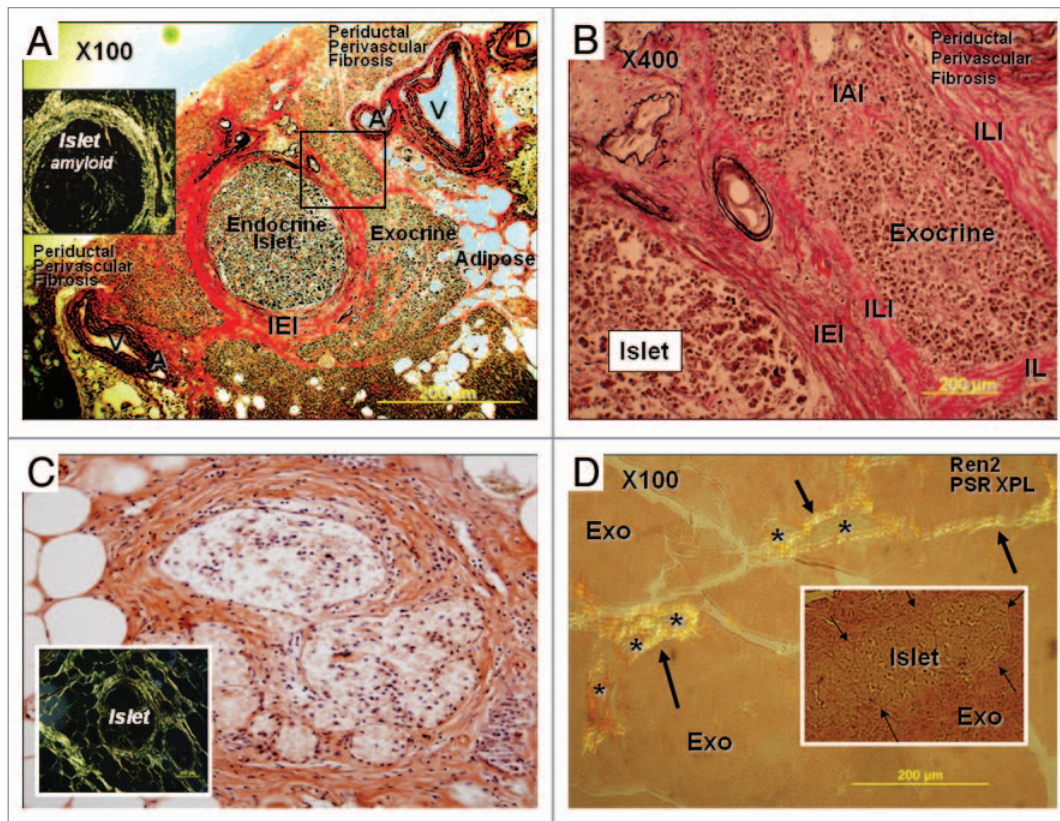 A
X100
Periductal
Perivascular
Fibrosis
D
V
A
Islet
amyloid
Endocrine
Islet
Exocrine
Adipose
Periductal
Perivascular
Fibrosis
IEI
V
A
200 µm
B
X400
Periductal
Perivascular
Fibrosis
IAI
ILI
Exocrine
ILI
IEI
Islet
IL
200 µm
C
Islet
D
X100
Ren2
PSR XPL
Exo
* *
* *
*
Islet
Exo
Exo
200 µm